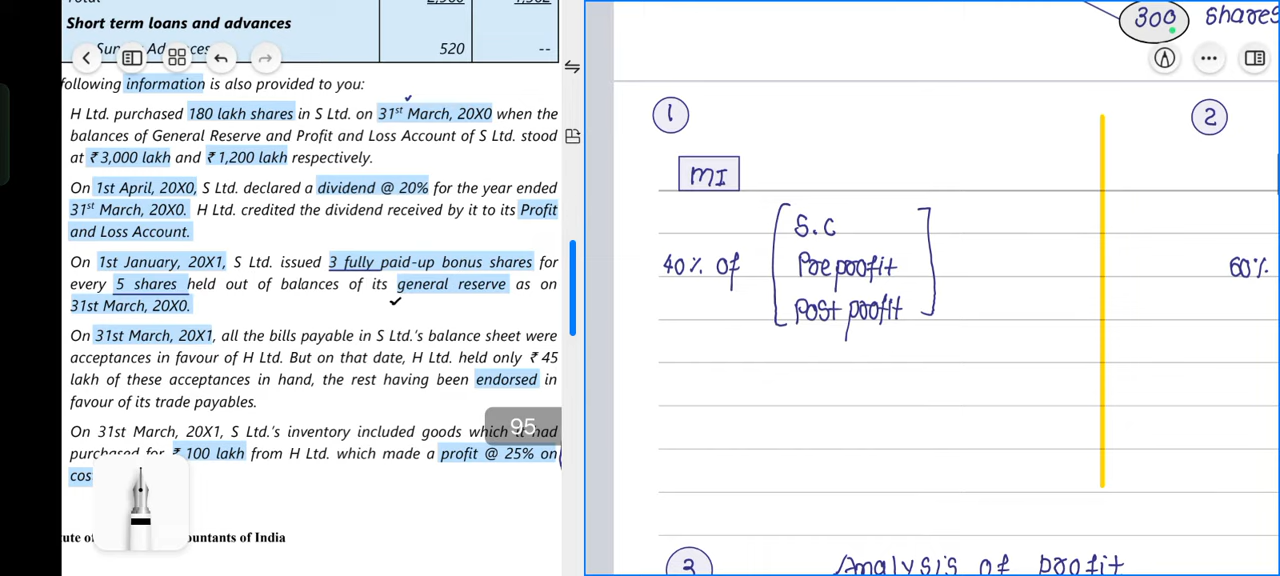 2,500 1,502
Short term loans and advances
520 --
following information is also provided to you:
H Ltd. purchased 180 lakh shares in S Ltd. on 31st March, 20X0 when the
balances of General Reserve and Profit and Loss Account of S Ltd. stood
at ₹ 3,000 lakh and ₹ 1,200 lakh respectively.
On 1st April, 20X0, S Ltd. declared a dividend @ 20% for the year ended
31st March, 20X0. H Ltd. credited the dividend received by it to its Profit
and Loss Account.
On 1st January, 20X1, S Ltd. issued 3 fully paid-up bonus shares for
every 5 shares held out of balances of its general reserve as on
31st March, 20X0.
On 31st March, 20X1, all the bills payable in S Ltd.'s balance sheet were
acceptances in favour of H Ltd. But on that date, H Ltd. held only ₹ 45
lakh of these acceptances in hand, the rest having been endorsed in
favour of its trade payables.
95
On 31st March, 20X1, S Ltd.'s inventory included goods which it had
purchased for ₹ 100 lakh from H Ltd. which made a profit @ 25% on
cos
ute of ountants of India
300 shares
1 2
MI
S.C
40% of Pre profit 60%
Post profit
3 Analysis of profit